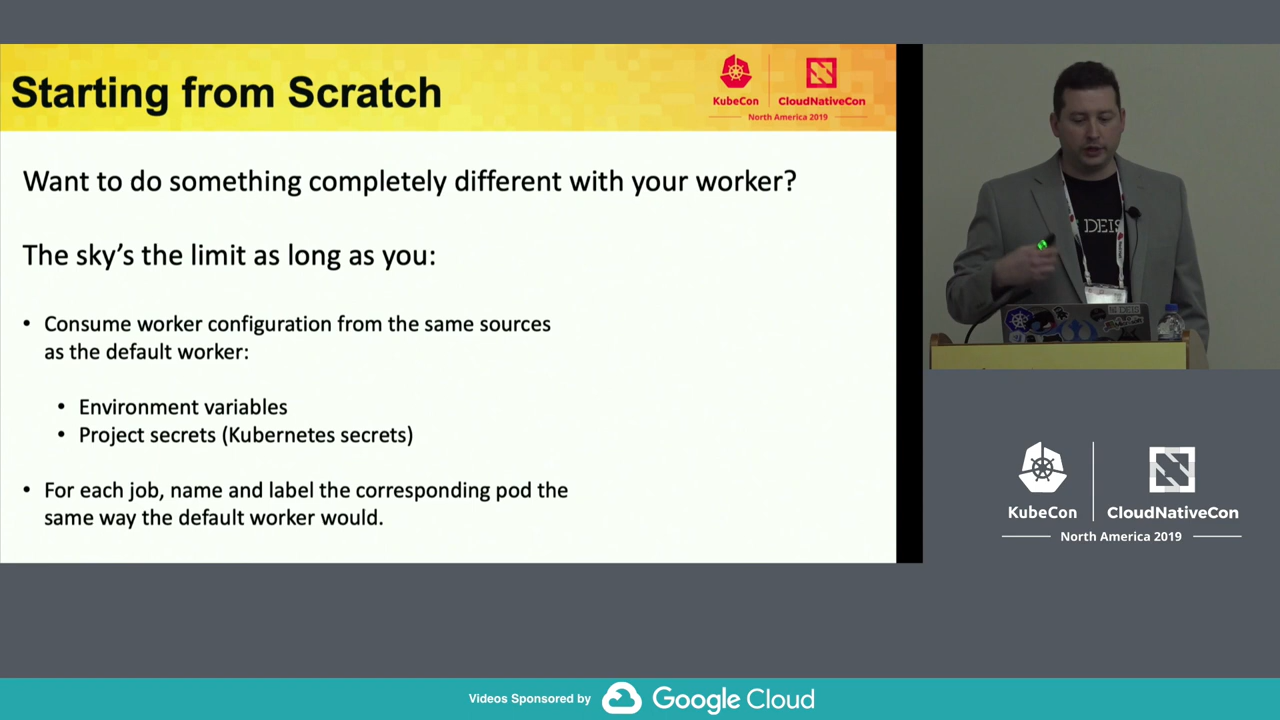 Starting from Scratch
KubeCon
CloudNativeCon
North America 2019
Want to do something completely different with your worker?
The sky's the limit as long as you:
• Consume worker configuration from the same sources
as the default worker:
• Environment variables
• Project secrets (Kubernetes secrets)
• For each job, name and label the corresponding pod the
same way the default worker would.
DEIS
KubeCon
CloudNativeCon
North America 2019
Videos Sponsored by
Google Cloud